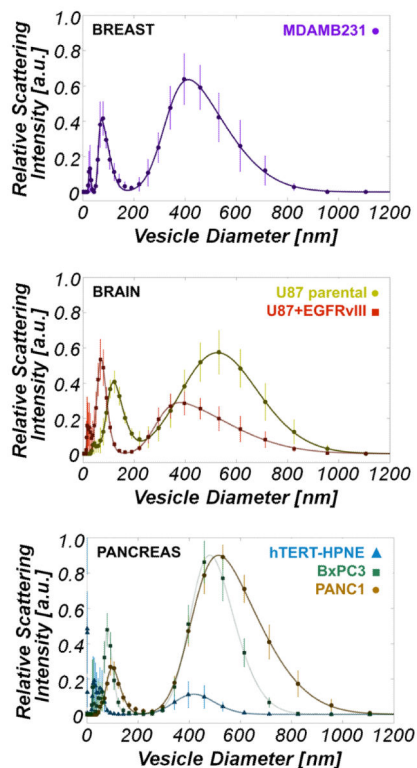 BREAST
MDAMB231
Relative Scattering
Intensity [a.u.]
1.0
0.8
0.6
0.4
0.2
0
0 200 400 600 800 1000 1200
Vesicle Diameter [nm]
BRAIN
U87 parental
U87+EGFRvIII
Relative Scattering
Intensity [a.u.]
1.0
0.8
0.6
0.4
0.2
0
0 200 400 600 800 1000 1200
Vesicle Diameter [nm]
PANCREAS
hTERT-HPNE
BxPC3
PANC1
Relative Scattering
Intensity [a.u.]
1.0
0.8
0.6
0.4
0.2
0
0 200 400 600 800 1000 1200
Vesicle Diameter [nm]